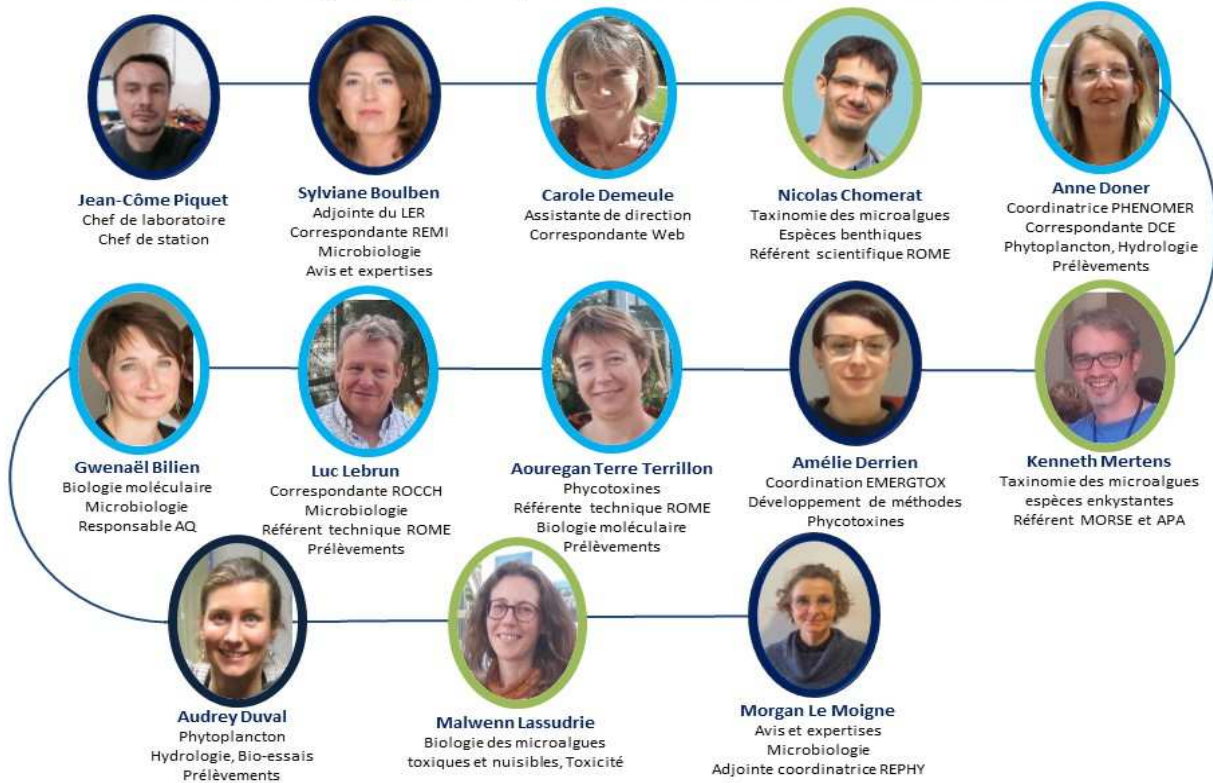 Jean-Côme Piquet
Chef de laboratoire
Chef de station
Sylviane Boulben
Adjointe du LER
Correspondante REMI
Microbiologie
Avis et expertises
Carole Demeule
Assistante de direction
Correspondante Web
Nicolas Chomerat
Taxinomie des microalgues
Espèces benthiques
Référent scientifique ROME
Anne Doner
Coordinatrice PHENOMER
Correspondante DCE
Phytoplancton, Hydrologie
Prélèvements
Gwenaël Bilien
Biologie moléculaire
Microbiologie
Responsable AQ
Luc Lebrun
Correspondante ROCCH
Microbiologie
Référent technique ROME
Prélèvements
Aouregan Terre Terrillon
Phycotoxines
Référente technique ROME
Biologie moléculaire
Prélèvements
Amélie Derrien
Coordination EMERGTOX
Développement de méthodes
Phycotoxines
Kenneth Mertens
Taxinomie des microalgues
espèces enkystantes
Référent MORSE et APA
Audrey Duval
Phytoplancton
Hydrologie, Bio-essais
Prélèvements
Malwenn Lassudrie
Biologie des microalgues
toxiques et nuisibles, Toxicité
Morgan Le Moigne
Avis et expertises
Microbiologie
Adjointe coordinatrice REPHY